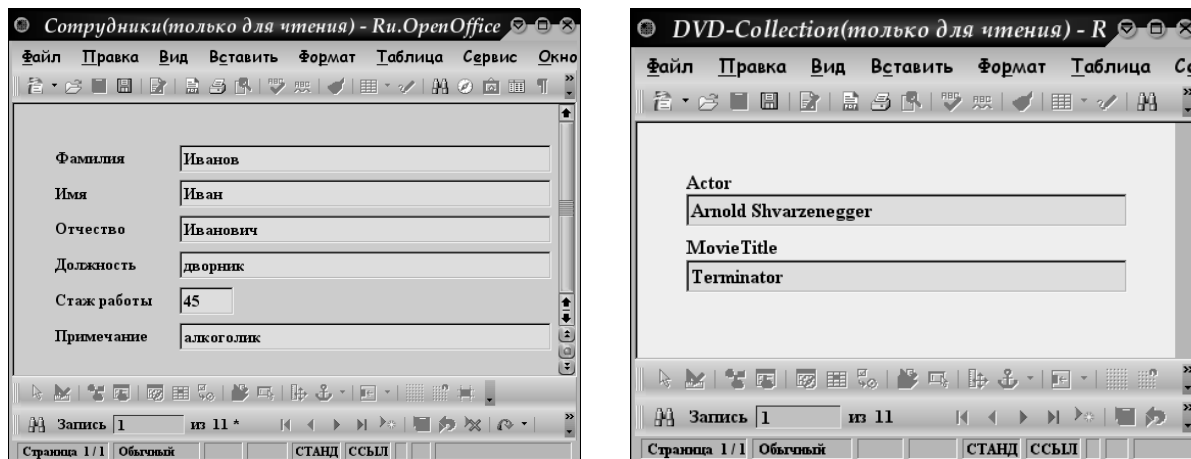 Сотрудники(только для чтения) - Ru.OpenOffice
Файл Правка Вид Вставить Формат Таблица Сервис Окно
Фамилия Иванов
Имя Иван
Отчество Иванович
Должность дворник
Стаж работы 45
Примечание алкоголик
Запись 1 из 11 *
Страница 1/1 Обычный СТАНД ССЫЛ
DVD-Collection(только для чтения) - R
Файл Правка Вид Вставить Формат Таблица Се
Actor
Arnold Shvarzenegger
MovieTitle
Terminator
Запись 1 из 11
Страница 1/1 Обычный СТАНД ССЫЛ